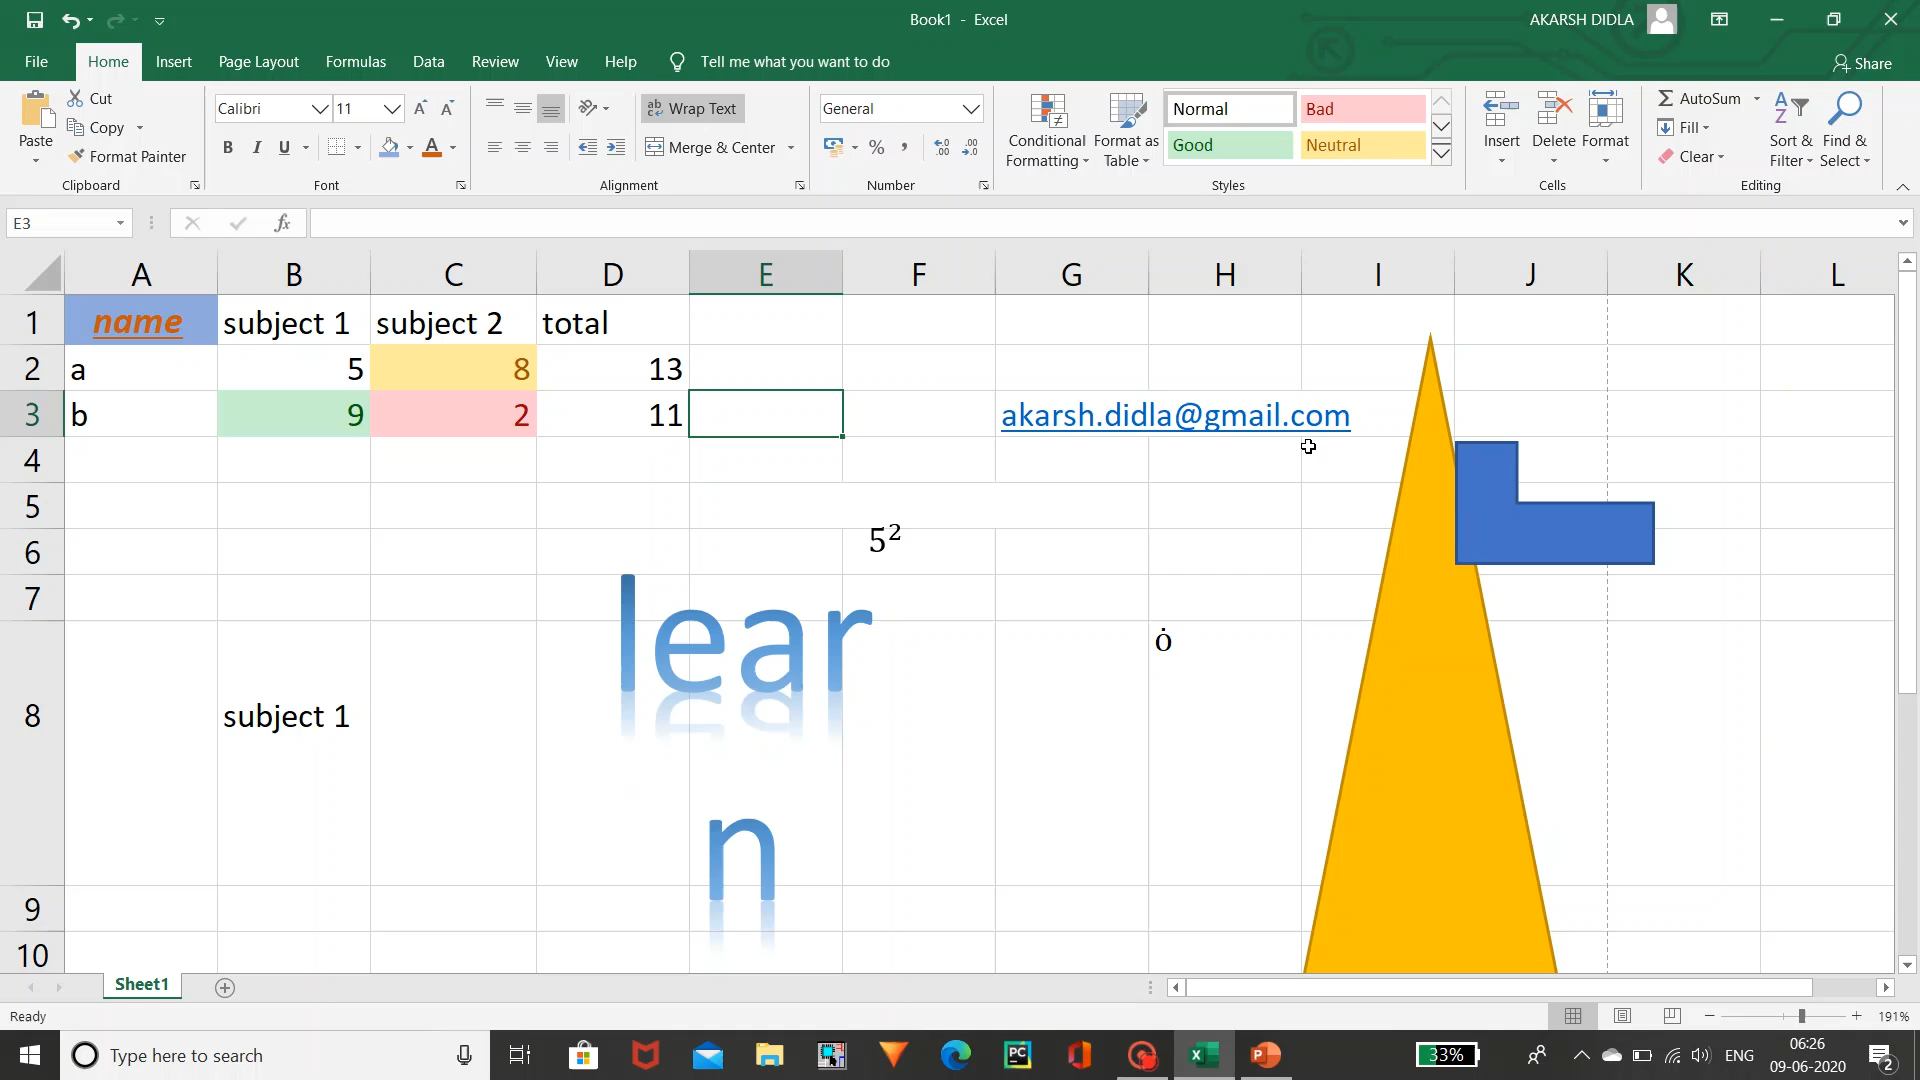 Book1 - Excel
AKARSH DIDLA
File Home Insert Page Layout Formulas Data Review View Help Tell me what you want to do Share
Paste
Cut
Copy
Format Painter
Clipboard
Calibri 11
B I U A
Font
Wrap Text
Merge & Center
Alignment
General
Number
Conditional Formatting
Format as Table
Normal Bad
Good Neutral
Styles
Insert Delete Format
Cells
AutoSum
Fill
Clear
Sort & Filter
Find & Select
Editing
E3 fx
A B C D E F G H I J K L
1 name subject 1 subject 2 total
2 a 5 8 13
3 b 9 2 11 akarsh.didla@gmail.com
4
5
6 5²
7
lear
n
ȯ
8 subject 1
9
10
Sheet1
Ready 191%
Type here to search
PC
33%
ENG
06:26
09-06-2020
2